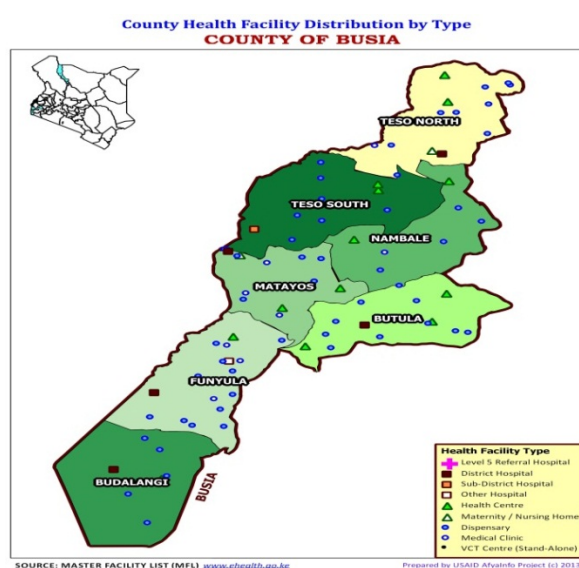 County Health Facility Distribution by Type
COUNTY OF BUSIA
TESO NORTH
TESO SOUTH
NAMBALE
MATAYOS
BUTULA
FUNYULA
BUDALANGI
BUSIA
Health Facility Type
Level 5 Referral Hospital
District Hospital
Sub-District Hospital
Other Hospital
Health Centre
Maternity / Nursing Home
Dispensary
Medical Clinic
VCT Centre (Stand-Alone)
SOURCE: MASTER FACILITY LIST (MFL) www.ehealth.go.ke
Prepared by USAID AfyaInfo Project (c) 2013